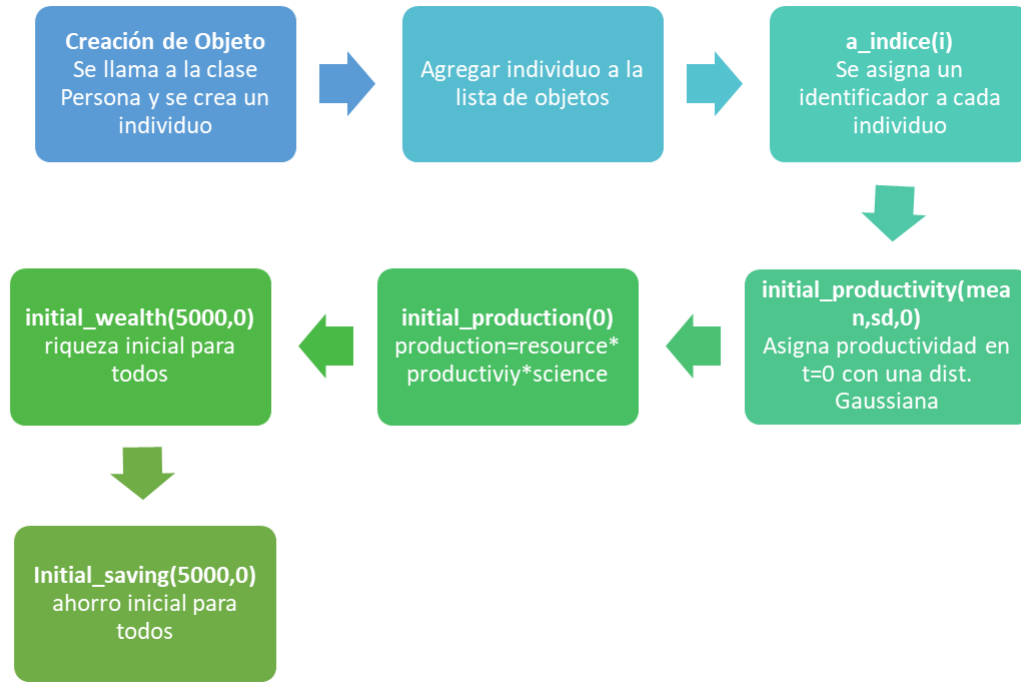 Creación de Objeto
Se llama a la clase
Persona y se crea un
individuo
Agregar individuo a la
lista de objetos
a_indice(i)
Se asigna un
identificador a cada
individuo
initial_productivity(mea
n,sd,0)
Asigna productividad en
t=0 con una dist.
Gaussiana
initial_production(0)
production=resource*
productiviy*science
initial_wealth(5000,0)
riqueza inicial para
todos
Initial_saving(5000,0)
ahorro inicial para
todos